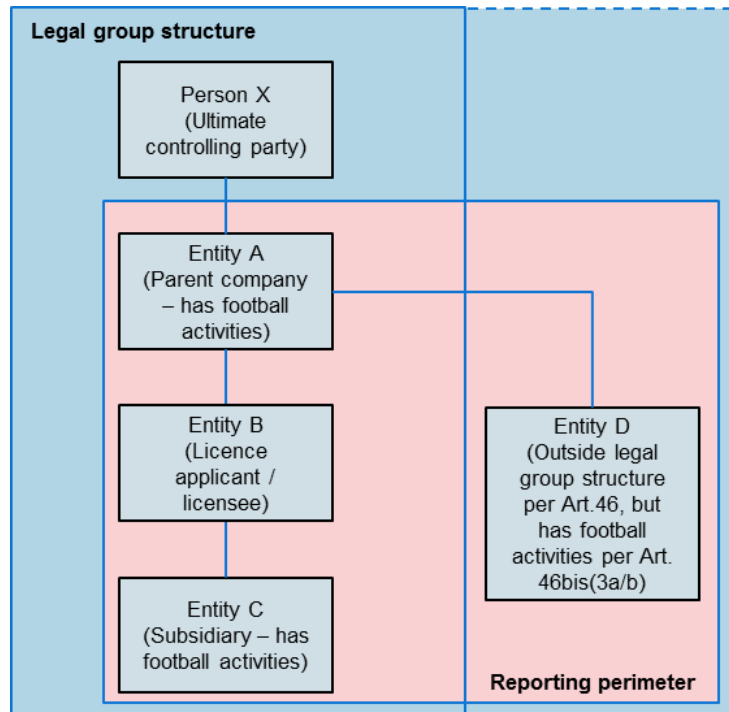 Legal group structure
Person X
(Ultimate
controlling party)
Entity A
(Parent company
– has football
activities)
Entity B
(Licence
applicant /
licensee)
Entity C
(Subsidiary – has
football activities)
Entity D
(Outside legal
group structure
per Art.46, but
has football
activities per Art.
46bis(3a/b)
Reporting perimeter